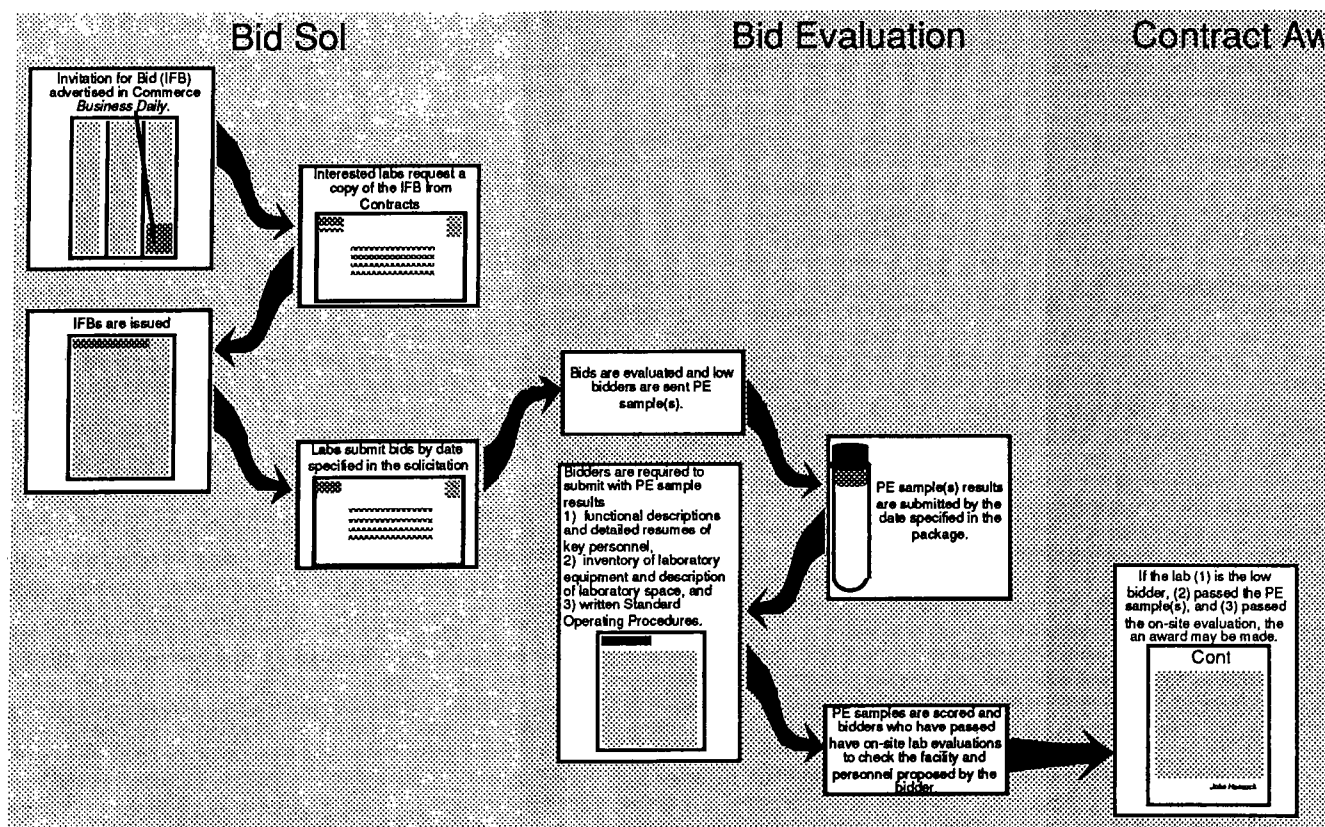 Bid Sol
Bid Evaluation
Contract Aw
Invitation for Bid (IFB)
advertised in Commerce
Business Daily.
Interested labs request a
copy of the IFB from
Contracts
IFBs are issued
Labs submit bids by date
specified in the solicitation
Bids are evaluated and low
bidders are sent PE
sample(s).
PE sample(s) results
are submitted by the
date specified in the
package.
Bidders are required to
submit with PE sample
results
1) functional descriptions
and detailed resumes of
key personnel,
2) inventory of laboratory
equipment and description
of laboratory space, and
3) written Standard
Operating Procedures.
PE samples are scored and
bidders who have passed
have on-site lab evaluations
to check the facility and
personnel proposed by the
bidder.
If the lab (1) is the low
bidder, (2) passed the PE
sample(s), and (3) passed
the on-site evaluation, the
an award may be made.
Cont
John Hancock